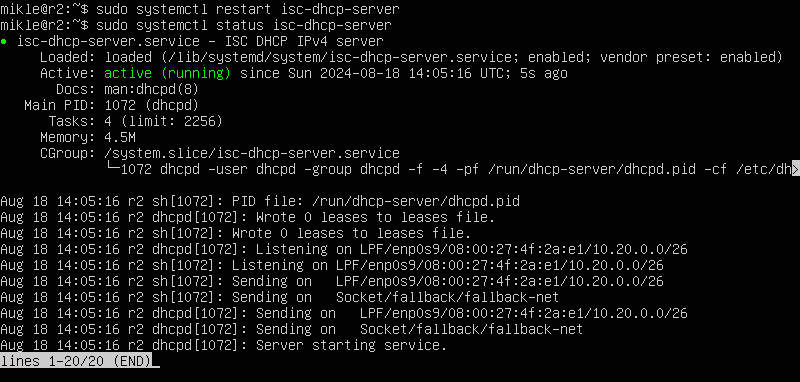 mikle@r2:~$ sudo systemctl restart isc-dhcp-server
mikle@r2:~$ sudo systemctl status isc-dhcp-server
● isc-dhcp-server.service - ISC DHCP IPv4 server
     Loaded: loaded (/lib/systemd/system/isc-dhcp-server.service; enabled; vendor preset: enabled)
     Active: active (running) since Sun 2024-08-18 14:05:16 UTC; 5s ago
       Docs: man:dhcpd(8)
   Main PID: 1072 (dhcpd)
      Tasks: 4 (limit: 2256)
     Memory: 4.5M
     CGroup: /system.slice/isc-dhcp-server.service
             └─1072 dhcpd -user dhcpd -group dhcpd -f -4 -pf /run/dhcp-server/dhcpd.pid -cf /etc/dh>
Aug 18 14:05:16 r2 sh[1072]: PID file: /run/dhcp-server/dhcpd.pid
Aug 18 14:05:16 r2 dhcpd[1072]: Wrote 0 leases to leases file.
Aug 18 14:05:16 r2 sh[1072]: Wrote 0 leases to leases file.
Aug 18 14:05:16 r2 dhcpd[1072]: Listening on LPF/enp0s9/08:00:27:4f:2a:e1/10.20.0.0/26
Aug 18 14:05:16 r2 sh[1072]: Listening on LPF/enp0s9/08:00:27:4f:2a:e1/10.20.0.0/26
Aug 18 14:05:16 r2 sh[1072]: Sending on   LPF/enp0s9/08:00:27:4f:2a:e1/10.20.0.0/26
Aug 18 14:05:16 r2 sh[1072]: Sending on   Socket/fallback/fallback-net
Aug 18 14:05:16 r2 dhcpd[1072]: Sending on   LPF/enp0s9/08:00:27:4f:2a:e1/10.20.0.0/26
Aug 18 14:05:16 r2 dhcpd[1072]: Sending on   Socket/fallback/fallback-net
Aug 18 14:05:16 r2 dhcpd[1072]: Server starting service.
lines 1-20/20 (END)